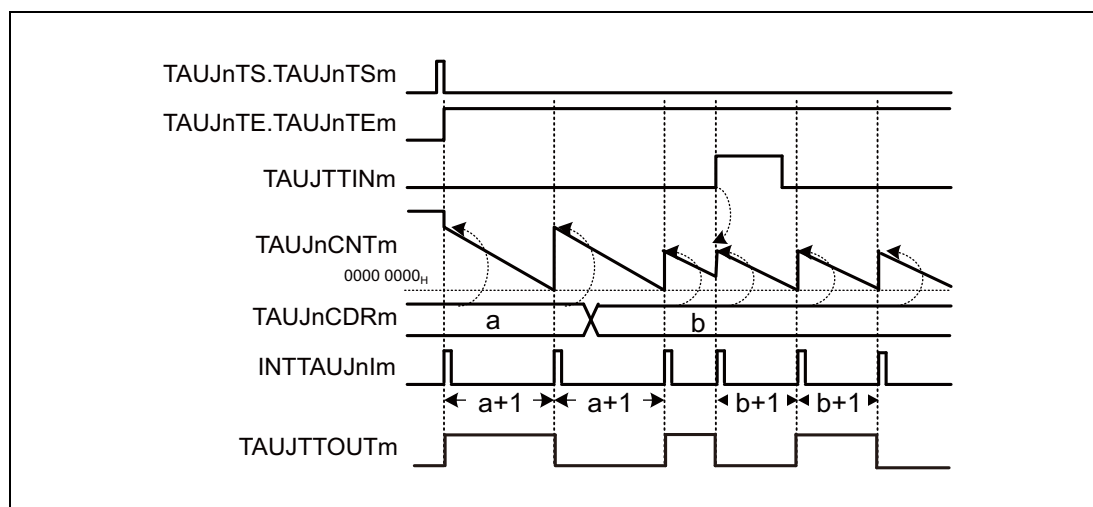 TAUJnTS.TAUJnTSm
TAUJnTE.TAUJnTEm
TAUJTTINm
TAUJnCNTm
0000 0000H
TAUJnCDRm
a
b
INTTAUJnIm
a+1
a+1
b+1
b+1
TAUJTTOUTm